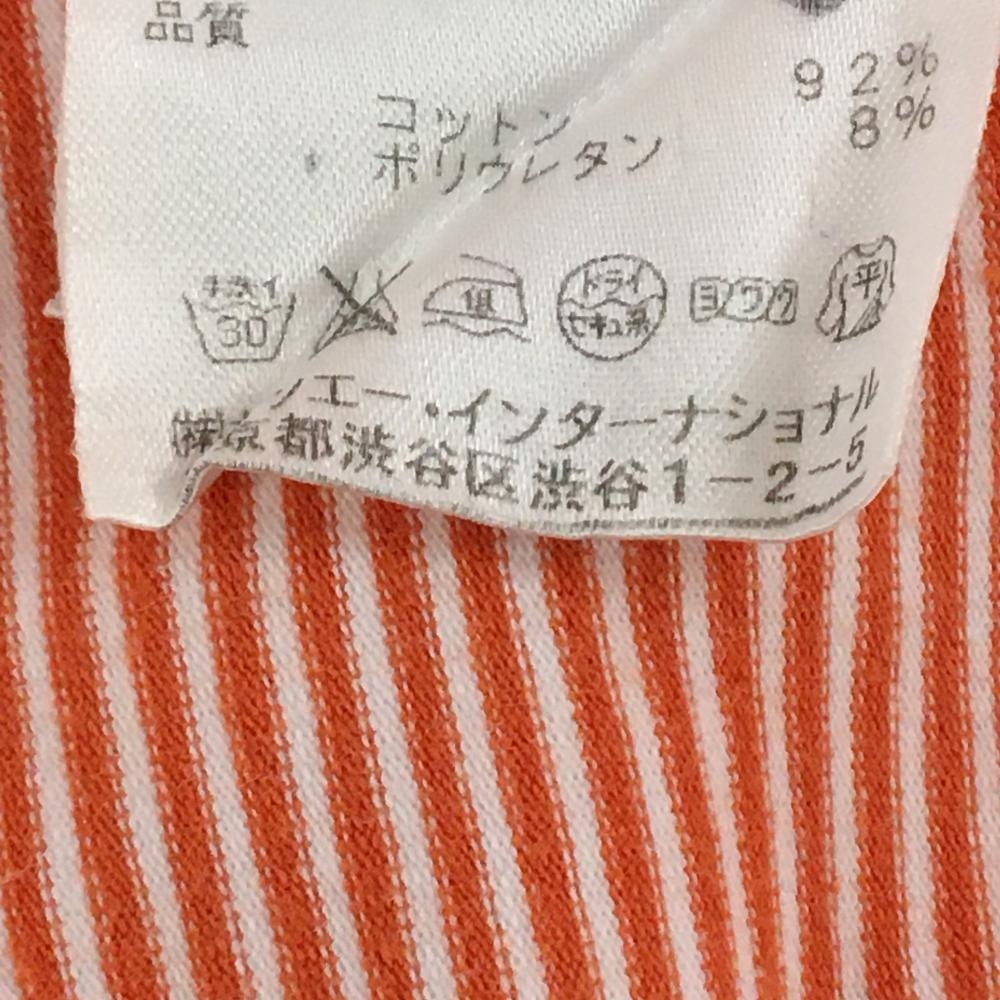 品質
コットン 92%
ポリウレタン 8%
手洗イ 30 低 ドライ セキユ系 ヨワク 平
エー・インターナショナル
京都渋谷区渋谷1-2-5